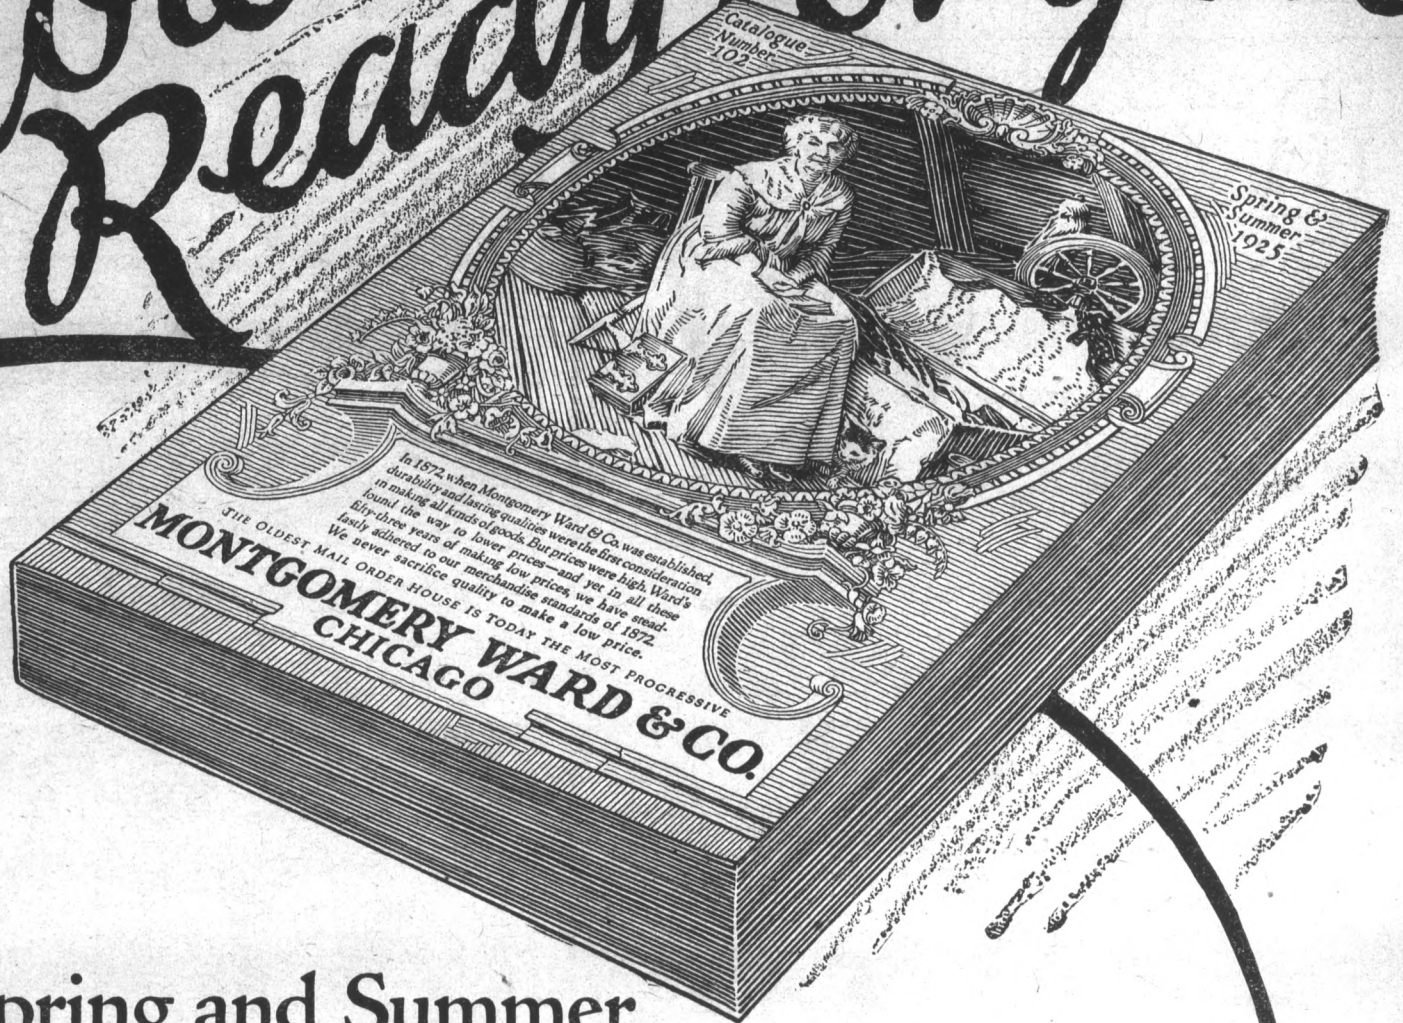 Ready
Catalogue
Number
102
Spring &
Summer
1925
In 1872, when Montgomery Ward & Co. was established,
durability and lasting qualities were the first consideration
in making all kinds of goods. But prices were high. Ward's
found the way to lower prices—and yet in all these
fifty-three years of making low prices, we have stead-
fastly adhered to our merchandise standards of 1872.
We never sacrifice quality to make a low price.
THE OLDEST MAIL ORDER HOUSE IS TODAY THE MOST PROGRESSIVE
MONTGOMERY WARD & CO.
CHICAGO
pring and Summer